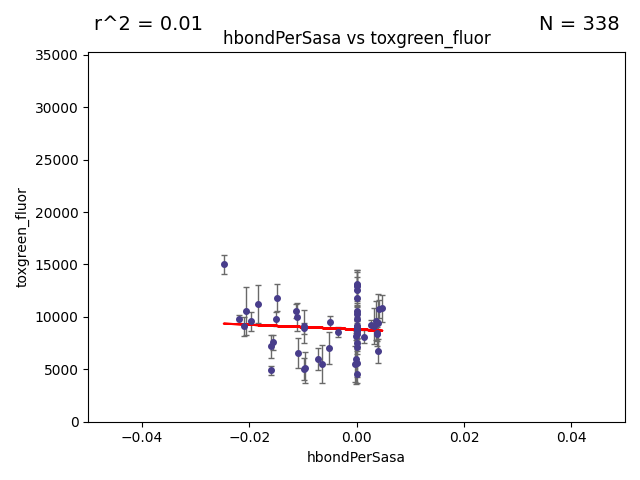 r^2 = 0.01
N = 338
hbondPerSasa vs toxgreen_fluor
toxgreen_fluor
35000
30000
25000
20000
15000
10000
5000
0
−0.04
−0.02
0.00
0.02
0.04
hbondPerSasa